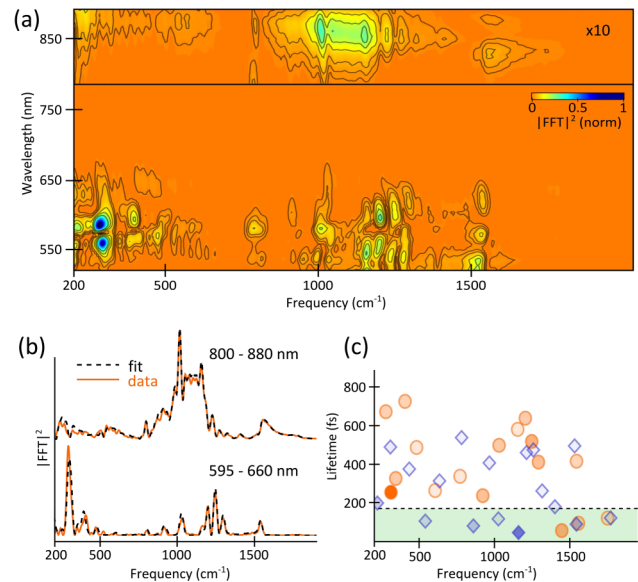 (a)
x10
850
750
650
550
Wavelength (nm)
0 0.5 1
|FFT|² (norm)
200 500 1000 1500
Frequency (cm⁻¹)
(b)
800 - 880 nm
fit
data
595 - 660 nm
|FFT|²
200 500 1000 1500
Frequency (cm⁻¹)
(c)
800
600
400
200
Lifetime (fs)
200 500 1000 1500
Frequency (cm⁻¹)